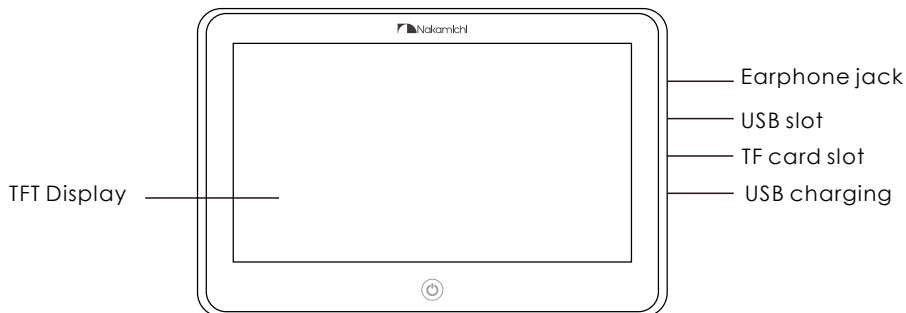 Nakamichi
Earphone jack
USB slot
TF card slot
TFT Display
USB charging